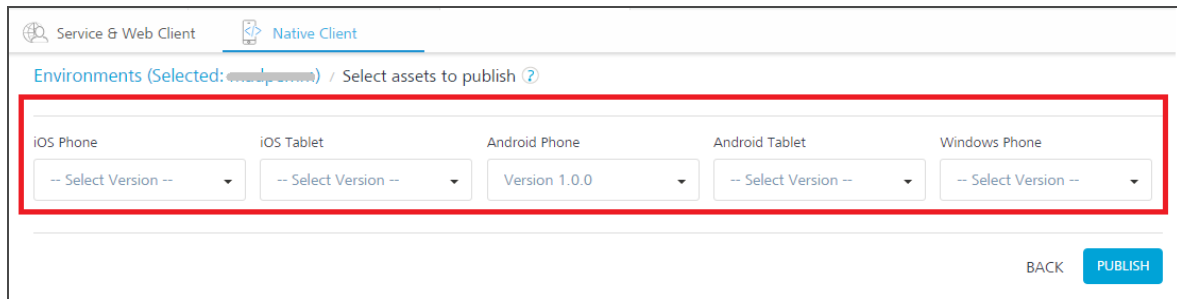 Service & Web Client Native Client
Environments (Selected: ) / Select assets to publish ?
iOS Phone iOS Tablet Android Phone Android Tablet Windows Phone
-- Select Version -- -- Select Version -- Version 1.0.0 -- Select Version -- -- Select Version --
BACK PUBLISH